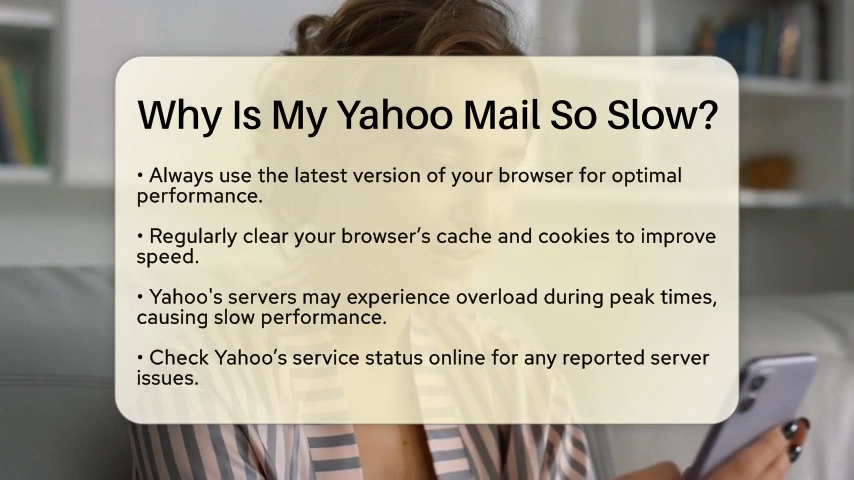 Why Is My Yahoo Mail So Slow?
• Always use the latest version of your browser for optimal
performance.
• Regularly clear your browser’s cache and cookies to improve
speed.
• Yahoo's servers may experience overload during peak times,
causing slow performance.
• Check Yahoo’s service status online for any reported server
issues.